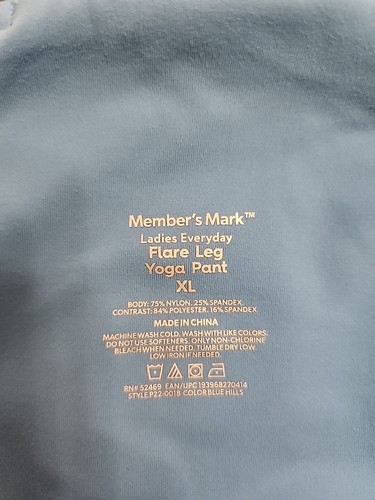 Member's Mark™
Ladies Everyday
Flare Leg
Yoga Pant
XL
BODY: 75% NYLON, 25% SPANDEX
CONTRAST: 84% POLYESTER, 16% SPANDEX
MADE IN CHINA
MACHINE WASH COLD. WASH WITH LIKE COLORS.
DO NOT USE SOFTENERS. ONLY NON-CHLORINE
BLEACH WHEN NEEDED. TUMBLE DRY LOW.
LOW IRON IF NEEDED.
RN# 52469 EAN/UPC 193968270414
STYLE P22-001B COLOR BLUE HILLS